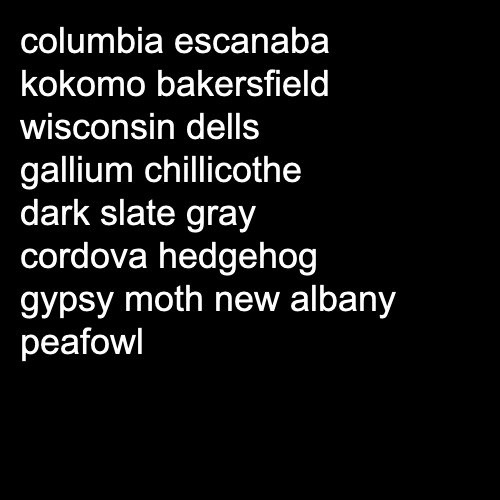 columbia escanaba
kokomo bakersfield
wisconsin dells
gallium chillicothe
dark slate gray
cordova hedgehog
gypsy moth new albany
peafowl